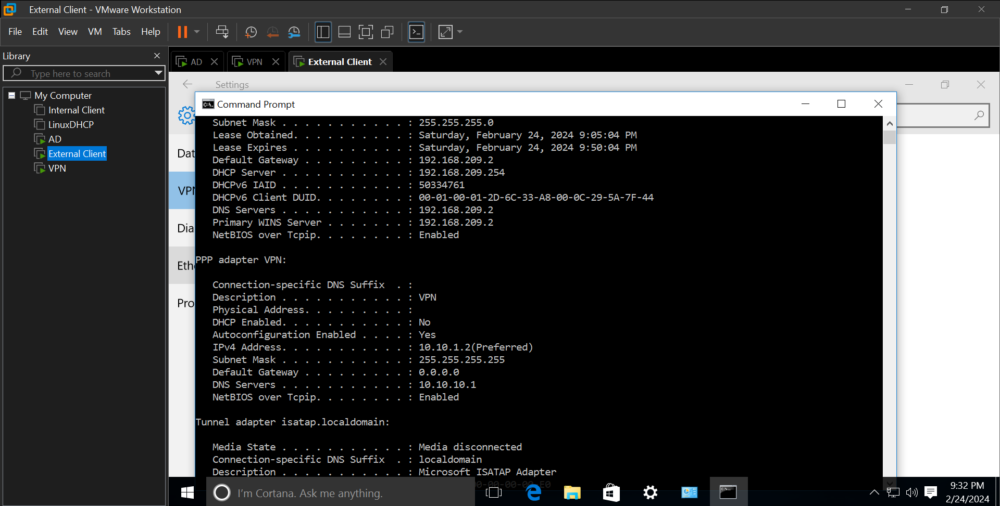 External Client - VMware Workstation
File Edit View VM Tabs Help
Library
Type here to search
My Computer
Internal Client
LinuxDHCP
AD
External Client
VPN
AD
VPN
External Client
Settings
Command Prompt
Dat
VPN
Dia
Eth
Pro
Subnet Mask . . . . . . . . . . . : 255.255.255.0
Lease Obtained. . . . . . . . . . : Saturday, February 24, 2024 9:05:04 PM
Lease Expires . . . . . . . . . . : Saturday, February 24, 2024 9:50:04 PM
Default Gateway . . . . . . . . . : 192.168.209.2
DHCP Server . . . . . . . . . . . : 192.168.209.254
DHCPv6 IAID . . . . . . . . . . . : 50334761
DHCPv6 Client DUID. . . . . . . . : 00-01-00-01-2D-6C-33-A8-00-0C-29-5A-7F-44
DNS Servers . . . . . . . . . . . : 192.168.209.2
Primary WINS Server . . . . . . . : 192.168.209.2
NetBIOS over Tcpip. . . . . . . . : Enabled
PPP adapter VPN:
Connection-specific DNS Suffix . :
Description . . . . . . . . . . . : VPN
Physical Address. . . . . . . . . :
DHCP Enabled. . . . . . . . . . . : No
Autoconfiguration Enabled . . . . : Yes
IPv4 Address. . . . . . . . . . . : 10.10.1.2(Preferred)
Subnet Mask . . . . . . . . . . . : 255.255.255.255
Default Gateway . . . . . . . . . : 0.0.0.0
DNS Servers . . . . . . . . . . . : 10.10.10.1
NetBIOS over Tcpip. . . . . . . . : Enabled
Tunnel adapter isatap.localdomain:
Media State . . . . . . . . . . . : Media disconnected
Connection-specific DNS Suffix . : localdomain
Description . . . . . . . . . . . : Microsoft ISATAP Adapter
I'm Cortana. Ask me anything.
9:32 PM
2/24/2024